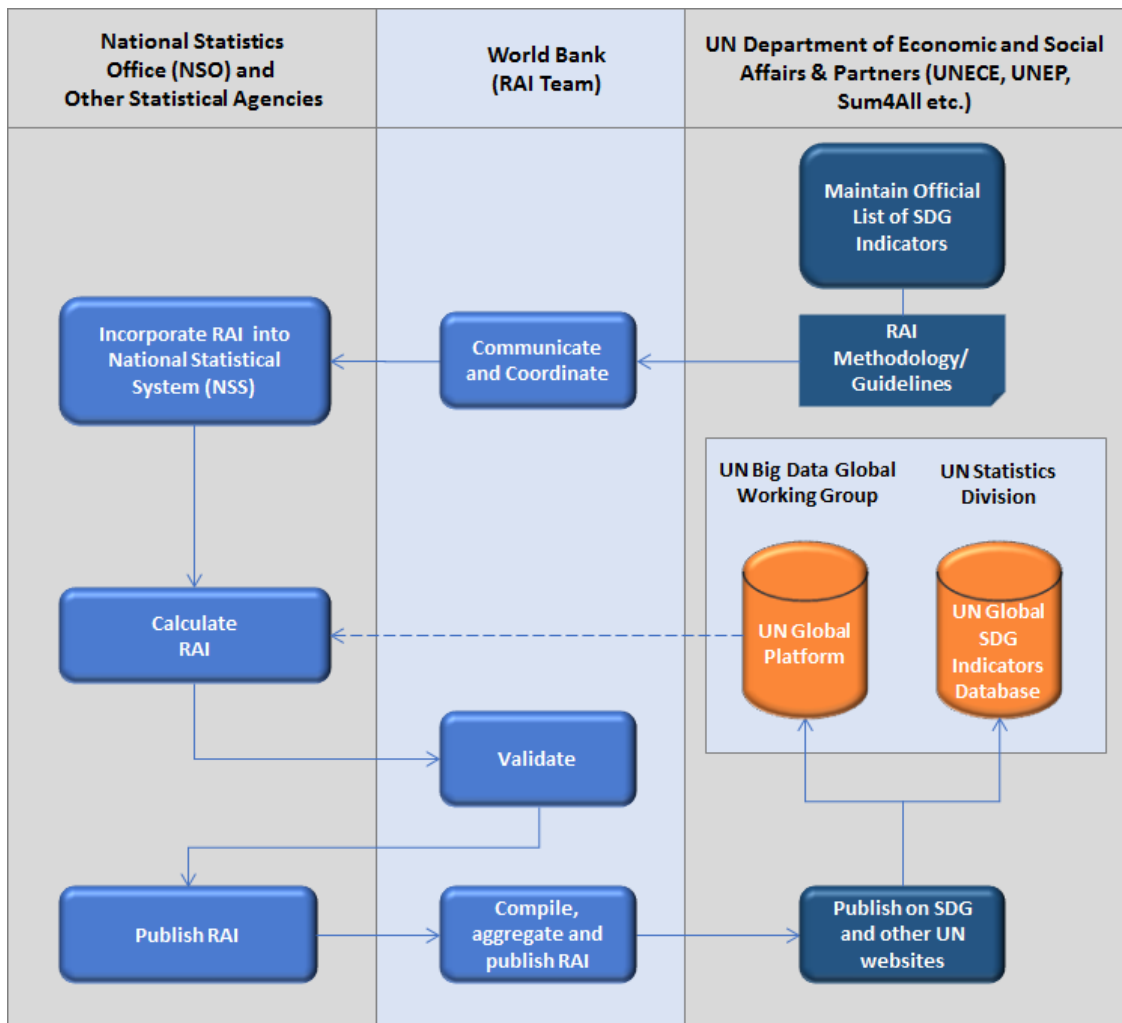 National Statistics
Office (NSO) and
Other Statistical Agencies
World Bank
(RAI Team)
UN Department of Economic and Social
Affairs & Partners (UNECE, UNEP,
Sum4All etc.)
Maintain Official
List of SDG
Indicators
Incorporate RAI into
National Statistical
System (NSS)
Communicate
and Coordinate
RAI
Methodology/
Guidelines
UN Big Data Global
Working Group
UN Statistics
Division
Calculate
RAI
UN Global
Platform
UN Global
SDG
Indicators
Database
Validate
Publish RAI
Compile,
aggregate and
publish RAI
Publish on SDG
and other UN
websites